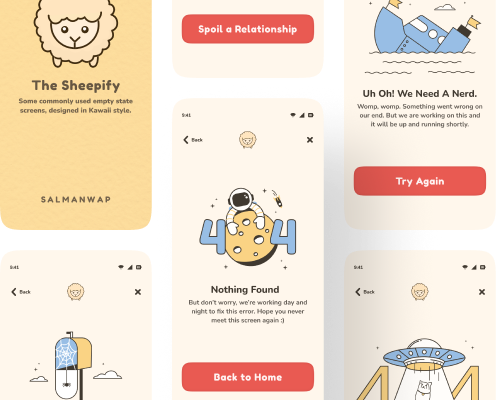 The Sheepify
Some commonly used empty state
screens, designed in Kawaii style.
SALMANWAP
9:41
Back
Spoil a Relationship
9:41
Back
4 4
Nothing Found
But don't worry, we're working day and
night to fix this error. Hope you never
meet this screen again :)
Back to Home
Uh Oh! We Need A Nerd.
Womp, womp. Something went wrong on
our end. But we are working on this and
it will be up and running shortly.
Try Again
9:41
Back
4 4